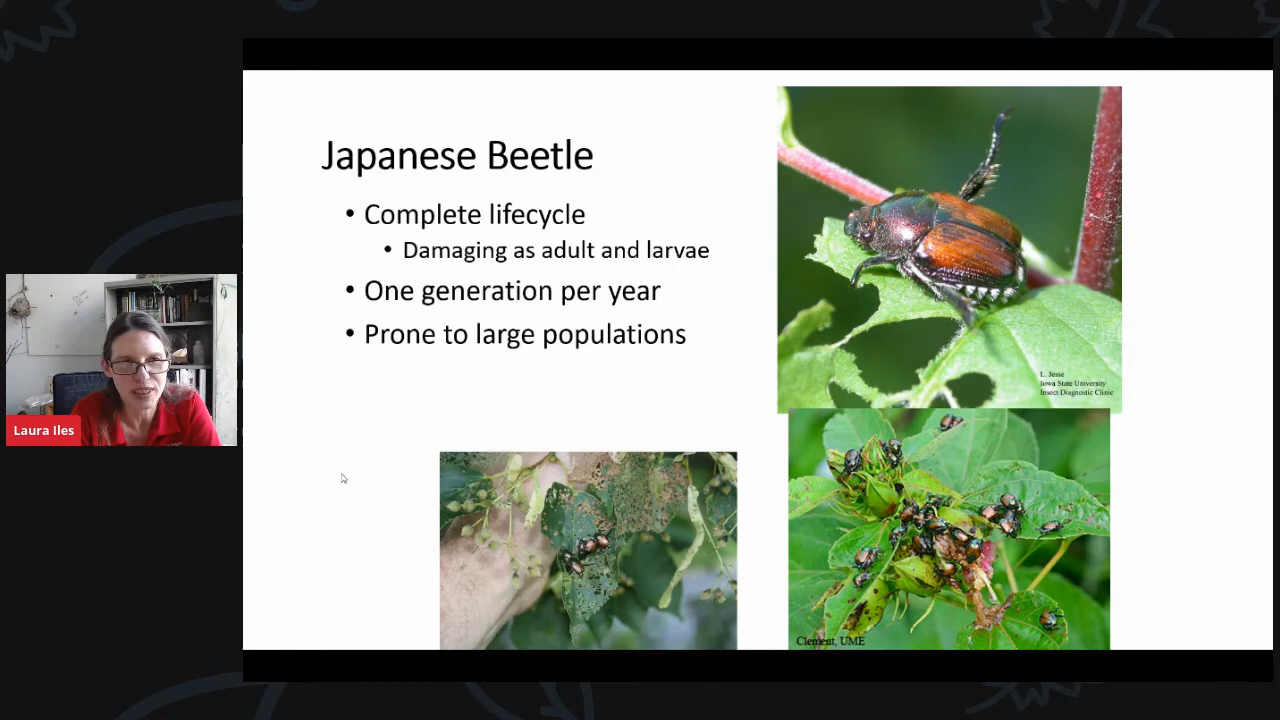 Japanese Beetle
• Complete lifecycle
• Damaging as adult and larvae
• One generation per year
• Prone to large populations
L. Jesse
Iowa State University
Insect Diagnostic Clinic
Laura Iles
Clement, UME